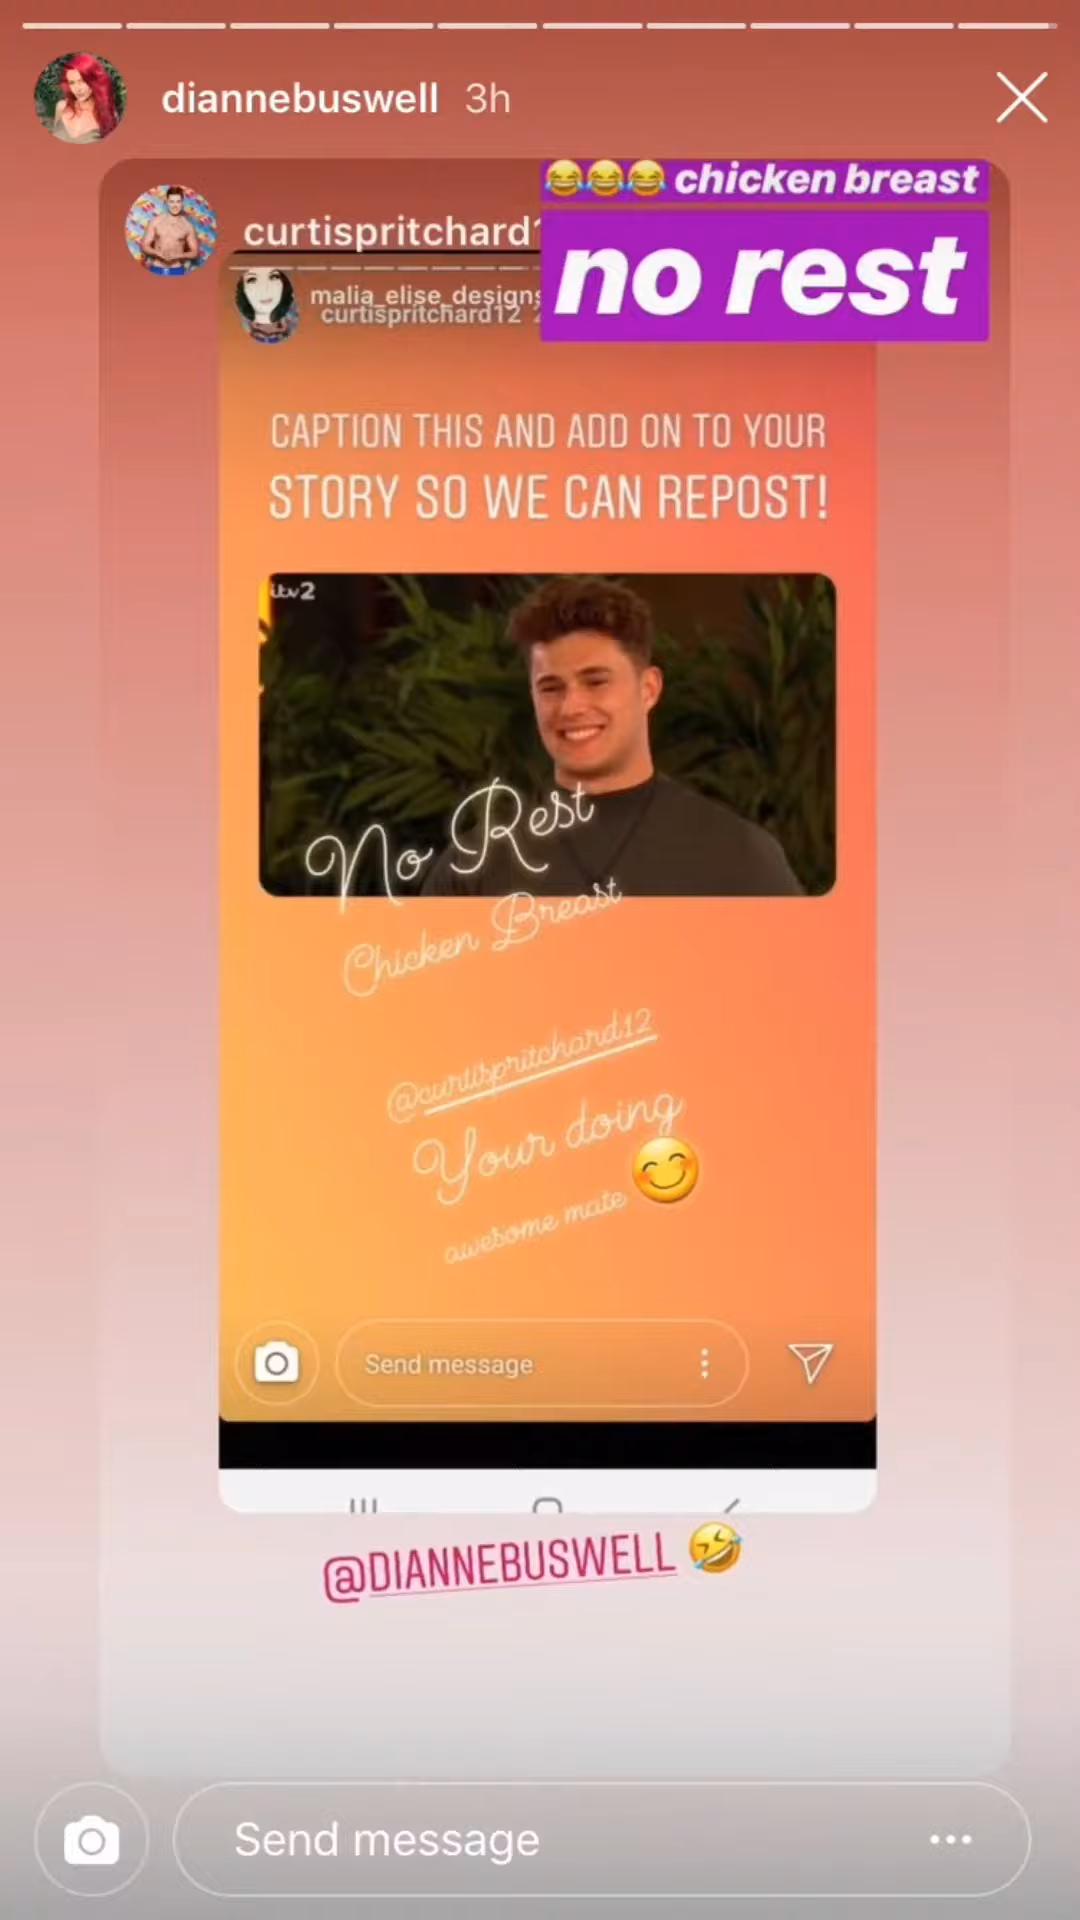 diannebuswell 3h
😂😂😂 chicken breast
no rest
curtispritchard1
malia_elise_designs
curtispritchard12
CAPTION THIS AND ADD ON TO YOUR
STORY SO WE CAN REPOST!
itv2
No Rest
Chicken Breast
@curtispritchard12
Your doing
awesome mate 😊
Send message
@DIANNEBUSWELL 🤣
Send message